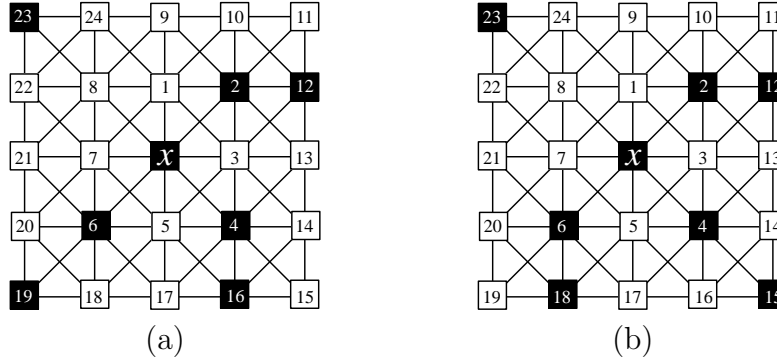 23 24 9 10 11 23 24 9 10 11
22 8 1 2 12 22 8 1 2 12
21 7 x 3 13 21 7 x 3 13
20 6 5 4 14 20 6 5 4 14
19 18 17 16 15 19 18 17 16 15
(a) (b)